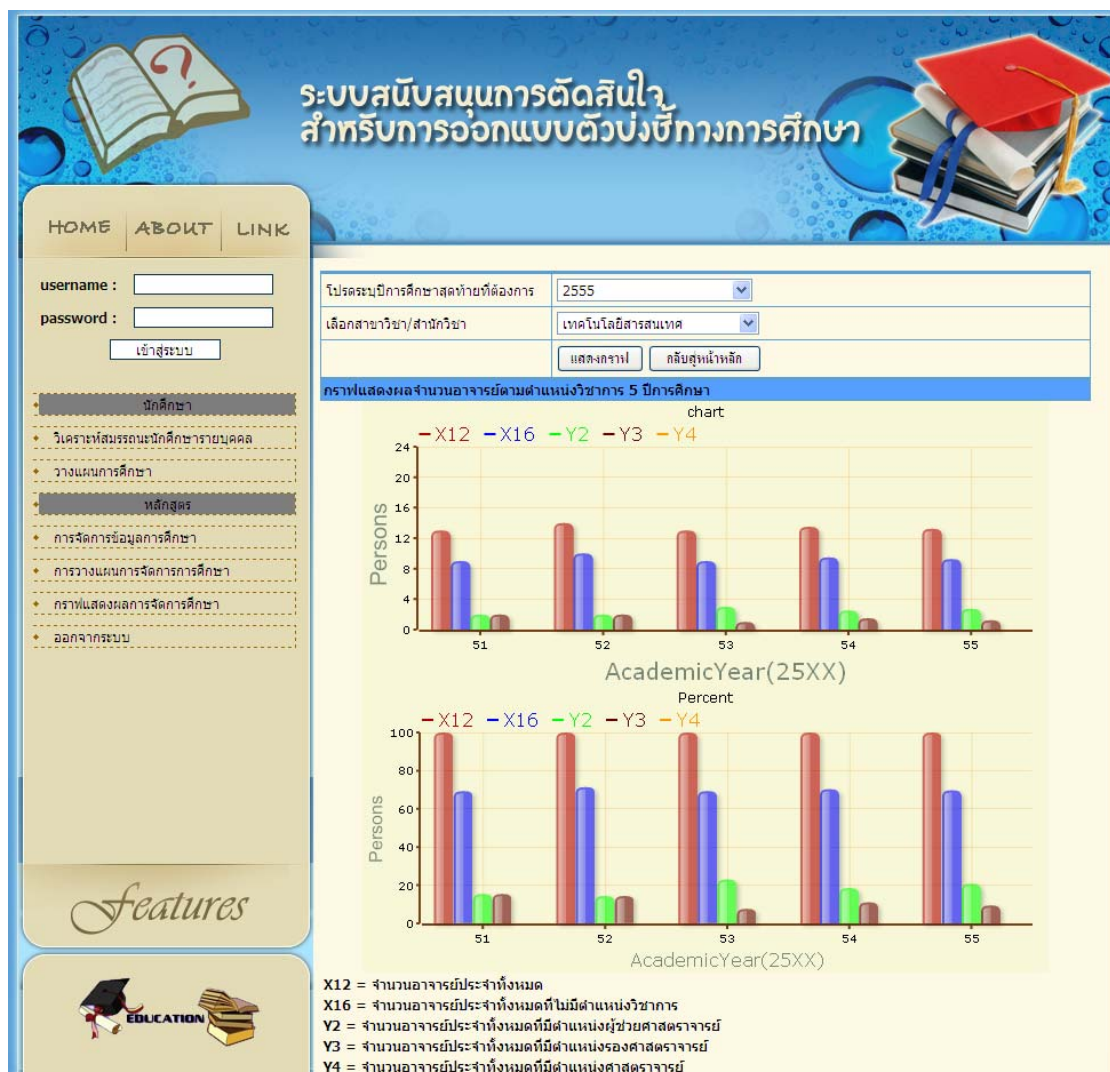 ระบบสนับสนุนการตัดสินใจ
สำหรับการออกแบบตัวบ่งชี้ทางการศึกษา
HOME ABOUT LINK
username :
password :
เข้าสู่ระบบ
นักศึกษา
วิเคราะห์สมรรถนะนักศึกษารายบุคคล
วางแผนการศึกษา
หลักสูตร
การจัดการข้อมูลการศึกษา
การวางแผนการจัดการการศึกษา
กราฟแสดงผลการจัดการศึกษา
ออกจากระบบ
Features
EDUCATION
โปรดระบุปีการศึกษาสุดท้ายที่ต้องการ 2555
เลือกสาขาวิชา/สำนักวิชา เทคโนโลยีสารสนเทศ
แสดงกราฟ กลับสู่หน้าหลัก
กราฟแสดงผลจำนวนอาจารย์ตามตำแหน่งวิชาการ 5 ปีการศึกษา
chart
X12 X16 Y2 Y3 Y4
24
20
16
12
8
4
0
Persons
51 52 53 54 55
AcademicYear(25XX)
Percent
X12 X16 Y2 Y3 Y4
100
80
60
40
20
0
Persons
51 52 53 54 55
AcademicYear(25XX)
X12 = จำนวนอาจารย์ประจำทั้งหมด
X16 = จำนวนอาจารย์ประจำทั้งหมดที่ไม่มีตำแหน่งวิชาการ
Y2 = จำนวนอาจารย์ประจำทั้งหมดที่มีตำแหน่งผู้ช่วยศาสตราจารย์
Y3 = จำนวนอาจารย์ประจำทั้งหมดที่มีตำแหน่งรองศาสตราจารย์
Y4 = จำนวนอาจารย์ประจำทั้งหมดที่มีตำแหน่งศาสตราจารย์